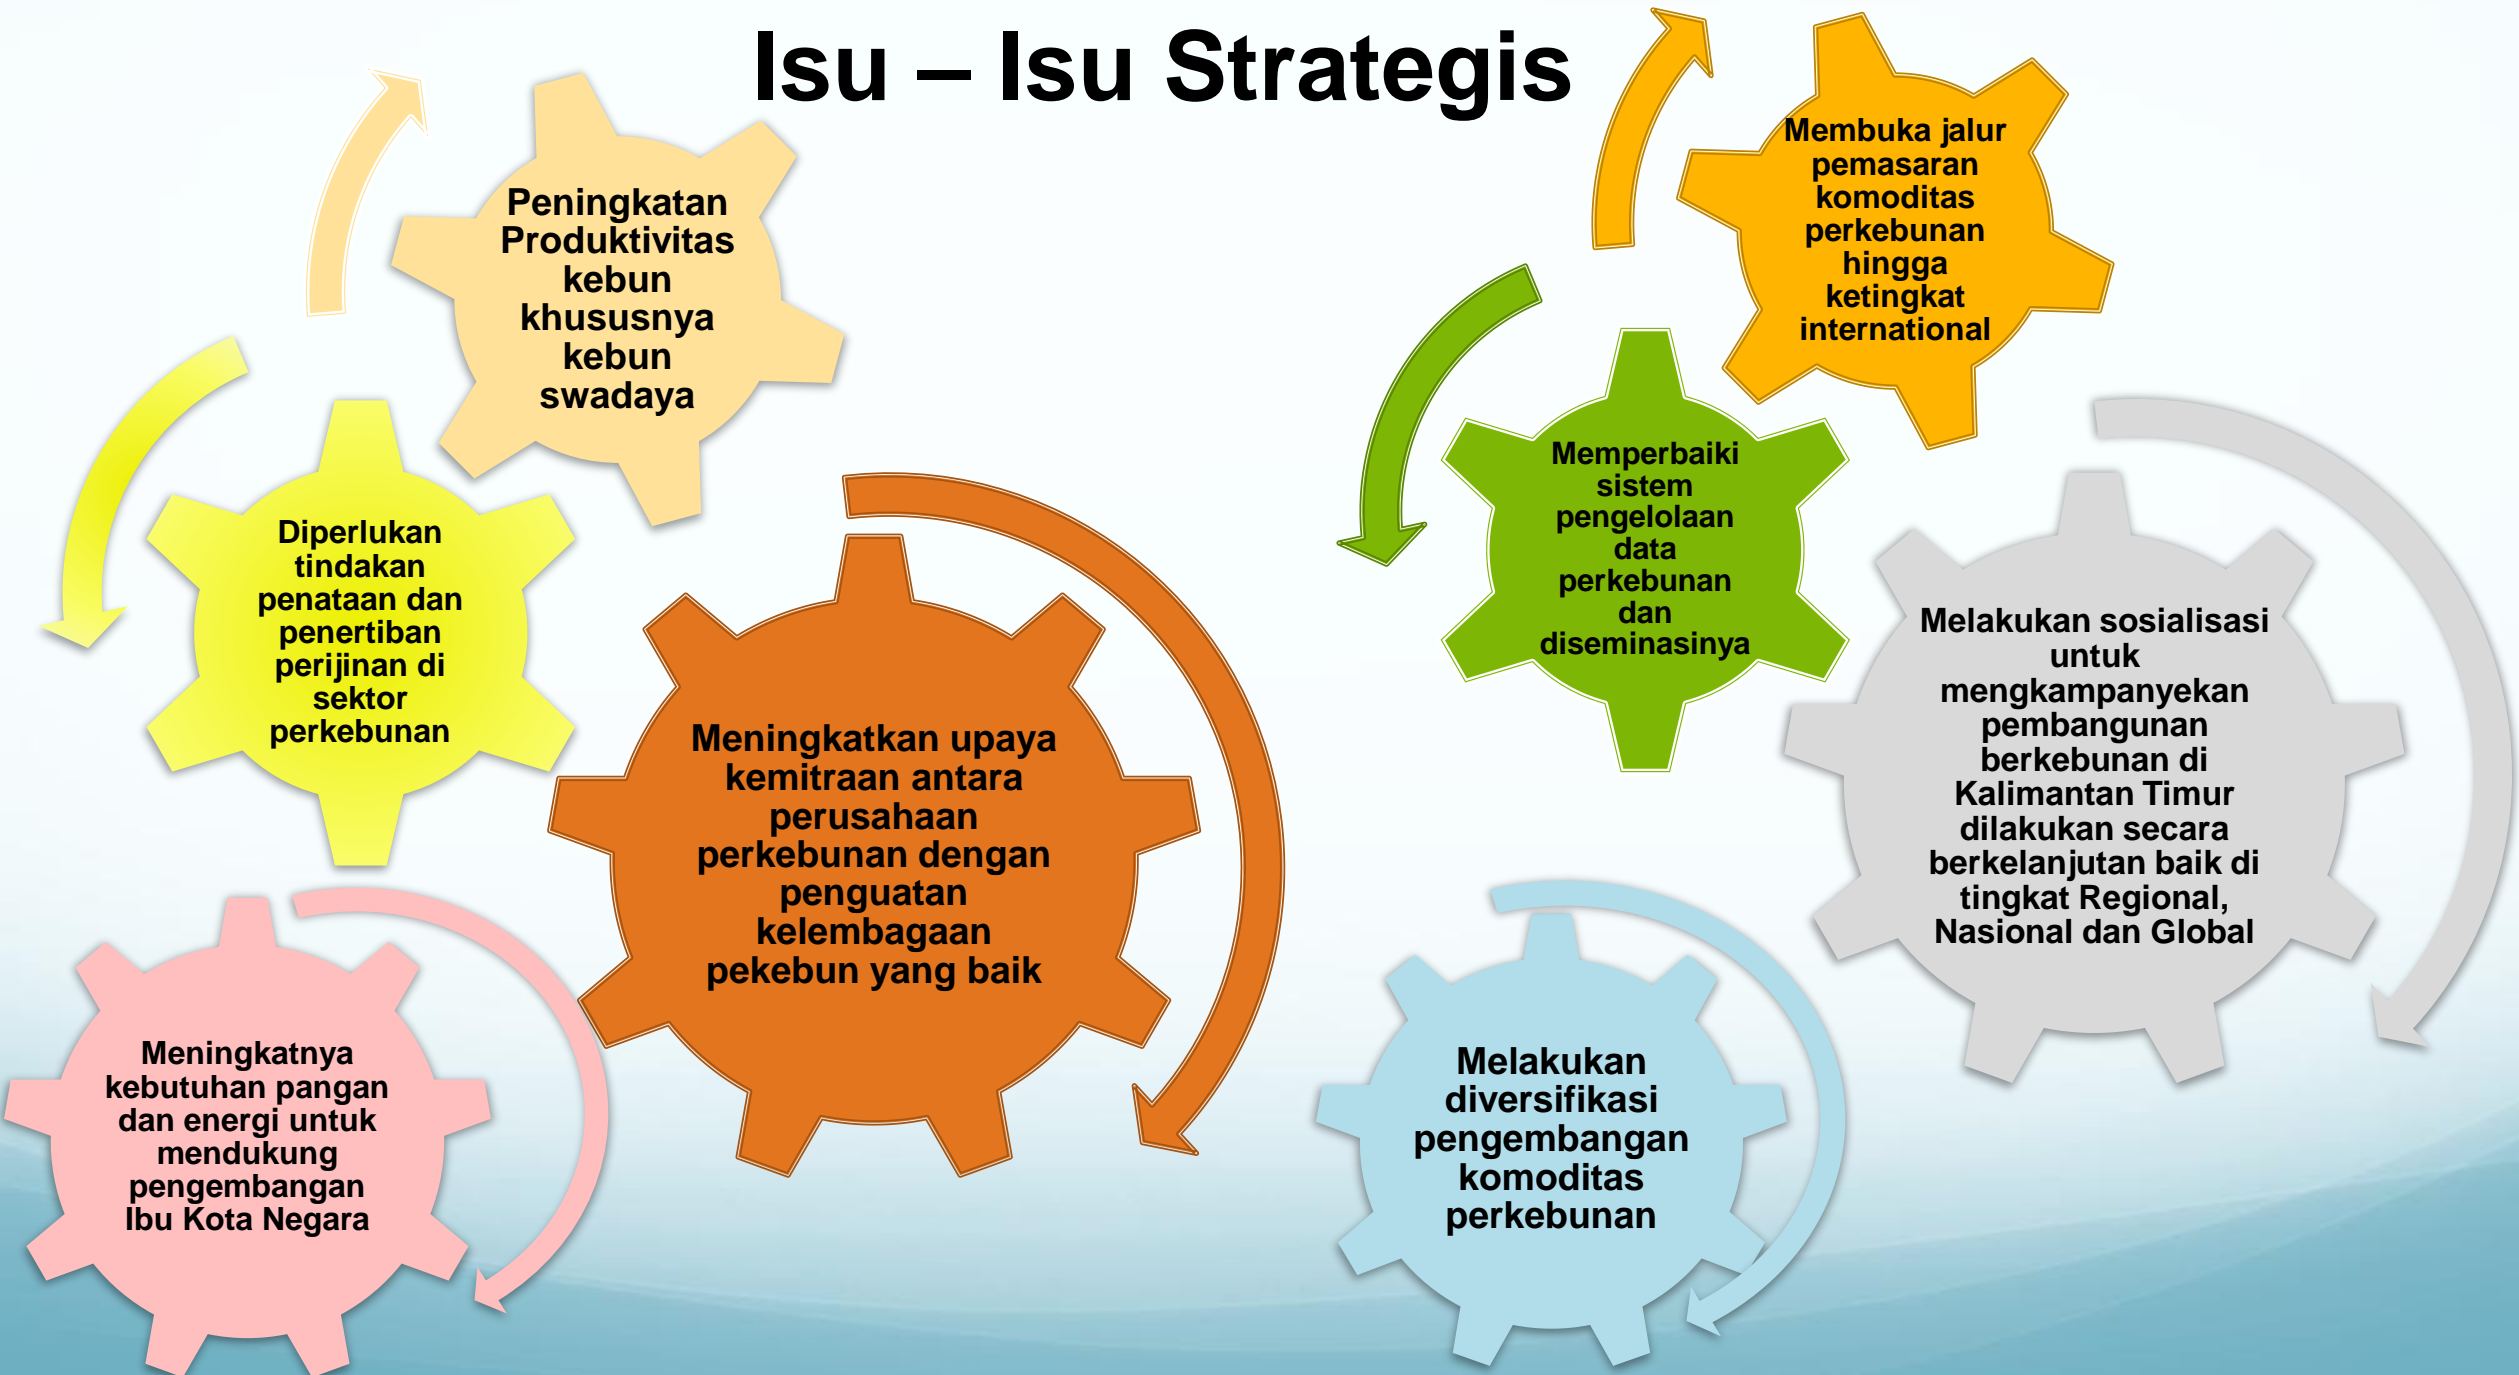 Isu – Isu Strategis
Peningkatan
Produktivitas
kebun
khususnya
kebun
swadaya
Diperlukan
tindakan
penataan dan
penertiban
perijinan di
sektor
perkebunan
Meningkatkan upaya
kemitraan antara
perusahaan
perkebunan dengan
penguatan
kelembagaan
pekebun yang baik
Meningkatnya
kebutuhan pangan
dan energi untuk
mendukung
pengembangan
Ibu Kota Negara
Membuka jalur
pemasaran
komoditas
perkebunan
hingga
ketingkat
international
Memperbaiki
sistem
pengelolaan
data
perkebunan
dan
diseminasinya
Melakukan sosialisasi
untuk
mengkampanyekan
pembangunan
berkebunan di
Kalimantan Timur
dilakukan secara
berkelanjutan baik di
tingkat Regional,
Nasional dan Global
Melakukan
diversifikasi
pengembangan
komoditas
perkebunan